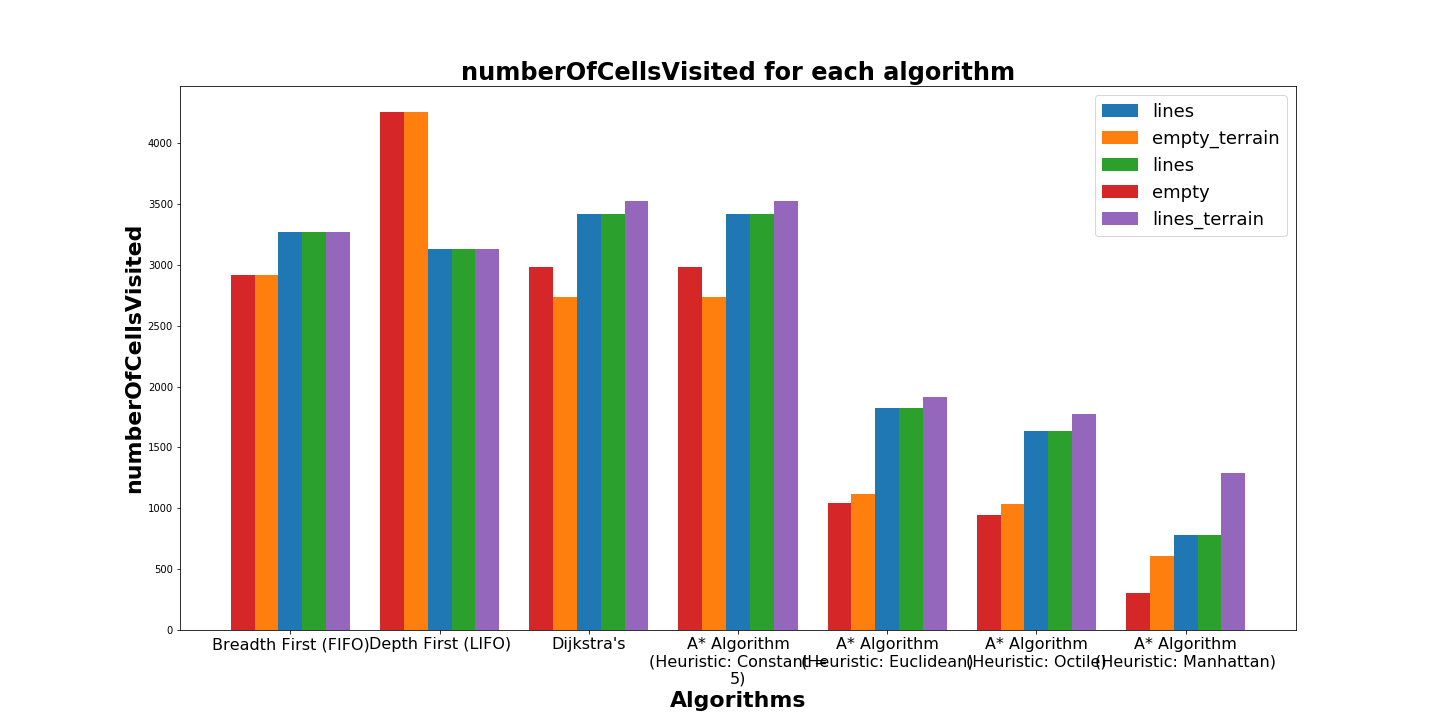 numberOfCellsVisited for each algorithm
lines
empty_terrain
lines
empty
lines_terrain
numberOfCellsVisited
4000
3500
3000
2500
2000
1500
1000
500
0
Breadth First (FIFO)
Depth First (LIFO)
Dijkstra's
A* Algorithm
(Heuristic: Constant =
5)
A* Algorithm
(Heuristic: Euclidean)
A* Algorithm
(Heuristic: Octile)
A* Algorithm
(Heuristic: Manhattan)
Algorithms